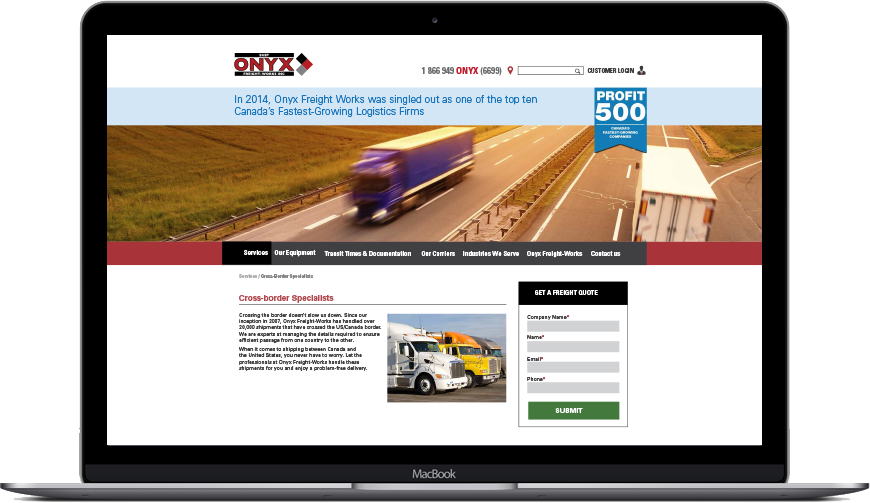 SHIP
ONYX
FREIGHT-WORKS INC
1 866 949 ONYX (6699)
CUSTOMER LOGIN
In 2014, Onyx Freight Works was singled out as one of the top ten
Canada's Fastest-Growing Logistics Firms
PROFIT
500
CANADA'S
FASTEST-GROWING
COMPANIES
Services Our Equipment Transit Times & Documentation Our Carriers Industries We Serve Onyx Freight-Works Contact us
Services / Cross-Border Specialists
Cross-border Specialists
Crossing the border doesn't slow us down. Since our
inception in 2007, Onyx Freight-Works has handled over
20,000 shipments that have crossed the US/Canada border.
We are experts at managing the details required to ensure
efficient passage from one country to the other.
When it comes to shipping between Canada and
the United States, you never have to worry. Let the
professionals at Onyx Freight-Works handle these
shipments for you and enjoy a problem-free delivery.
GET A FREIGHT QUOTE
Company Name*
Name*
Email*
Phone*
SUBMIT
MacBook